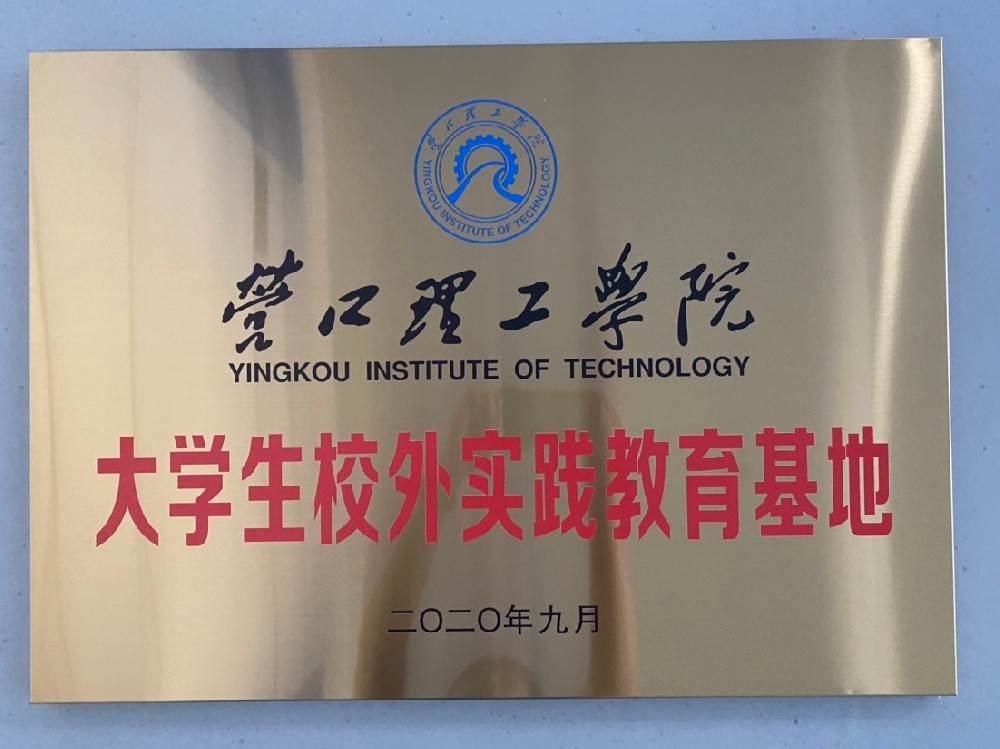 营口理工学院
YINGKOU INSTITUTE OF TECHNOLOGY
营口理工學院
YINGKOU INSTITUTE OF TECHNOLOGY
大学生校外实践教育基地
二〇二〇年九月